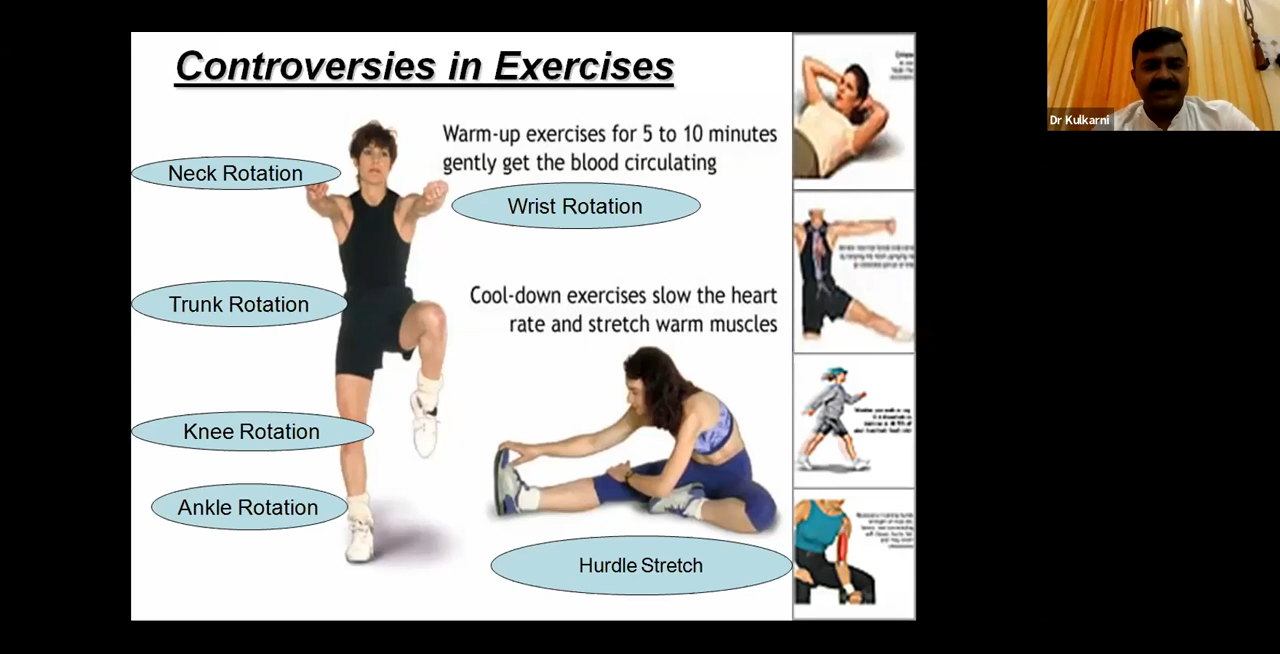 Controversies in Exercises
Warm-up exercises for 5 to 10 minutes
gently get the blood circulating
Neck Rotation
Wrist Rotation
Trunk Rotation
Cool-down exercises slow the heart
rate and stretch warm muscles
Knee Rotation
Ankle Rotation
Hurdle Stretch
Dr Kulkarni